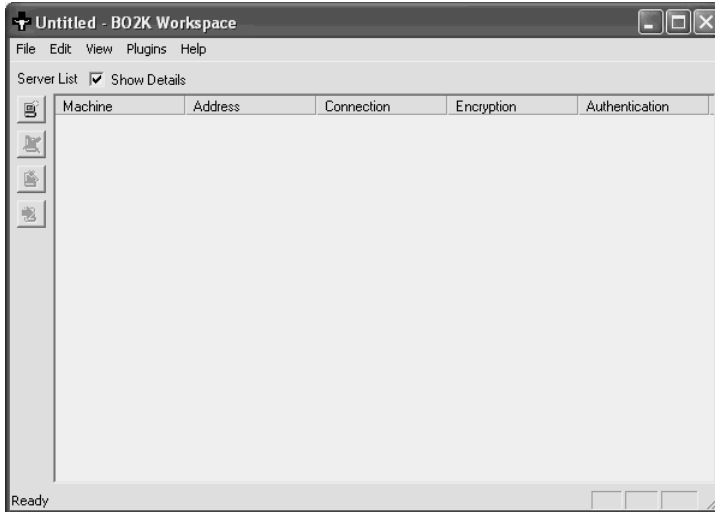 Untitled - BO2K Workspace
File Edit View Plugins Help
Server List Show Details
Machine Address Connection Encryption Authentication
Ready